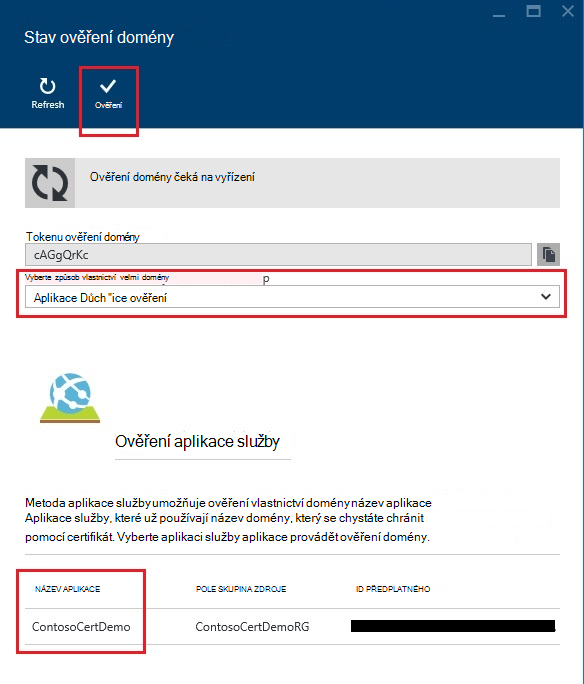 Stav ověření domény
Refresh
Ověření
Ověření domény čeká na vyřízení
Tokenu ověření domény
cAGgQrKc
Vyberte způsob vlastnictví velmi domény p
Aplikace Důch "ice ověření
Ověření aplikace služby
Metoda aplikace služby umožňuje ověření vlastnictví domény název aplikace
Aplikace služby, které už používají název domény, který se chystáte chránit
pomocí certifikát. Vyberte aplikaci služby aplikace provádět ověření domény.
NÁZEV APLIKACE POLE SKUPINA ZDROJE ID PŘEDPLATNÉHO
ContosoCertDemo ContosoCertDemoRG